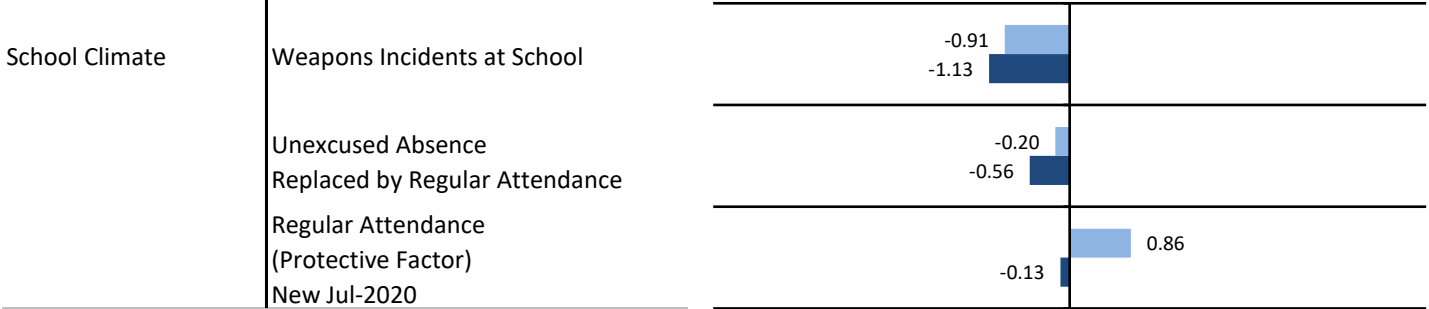 School Climate
Weapons Incidents at School
-0.91
-1.13
Unexcused Absence
Replaced by Regular Attendance
-0.20
-0.56
Regular Attendance
(Protective Factor)
New Jul-2020
0.86
-0.13